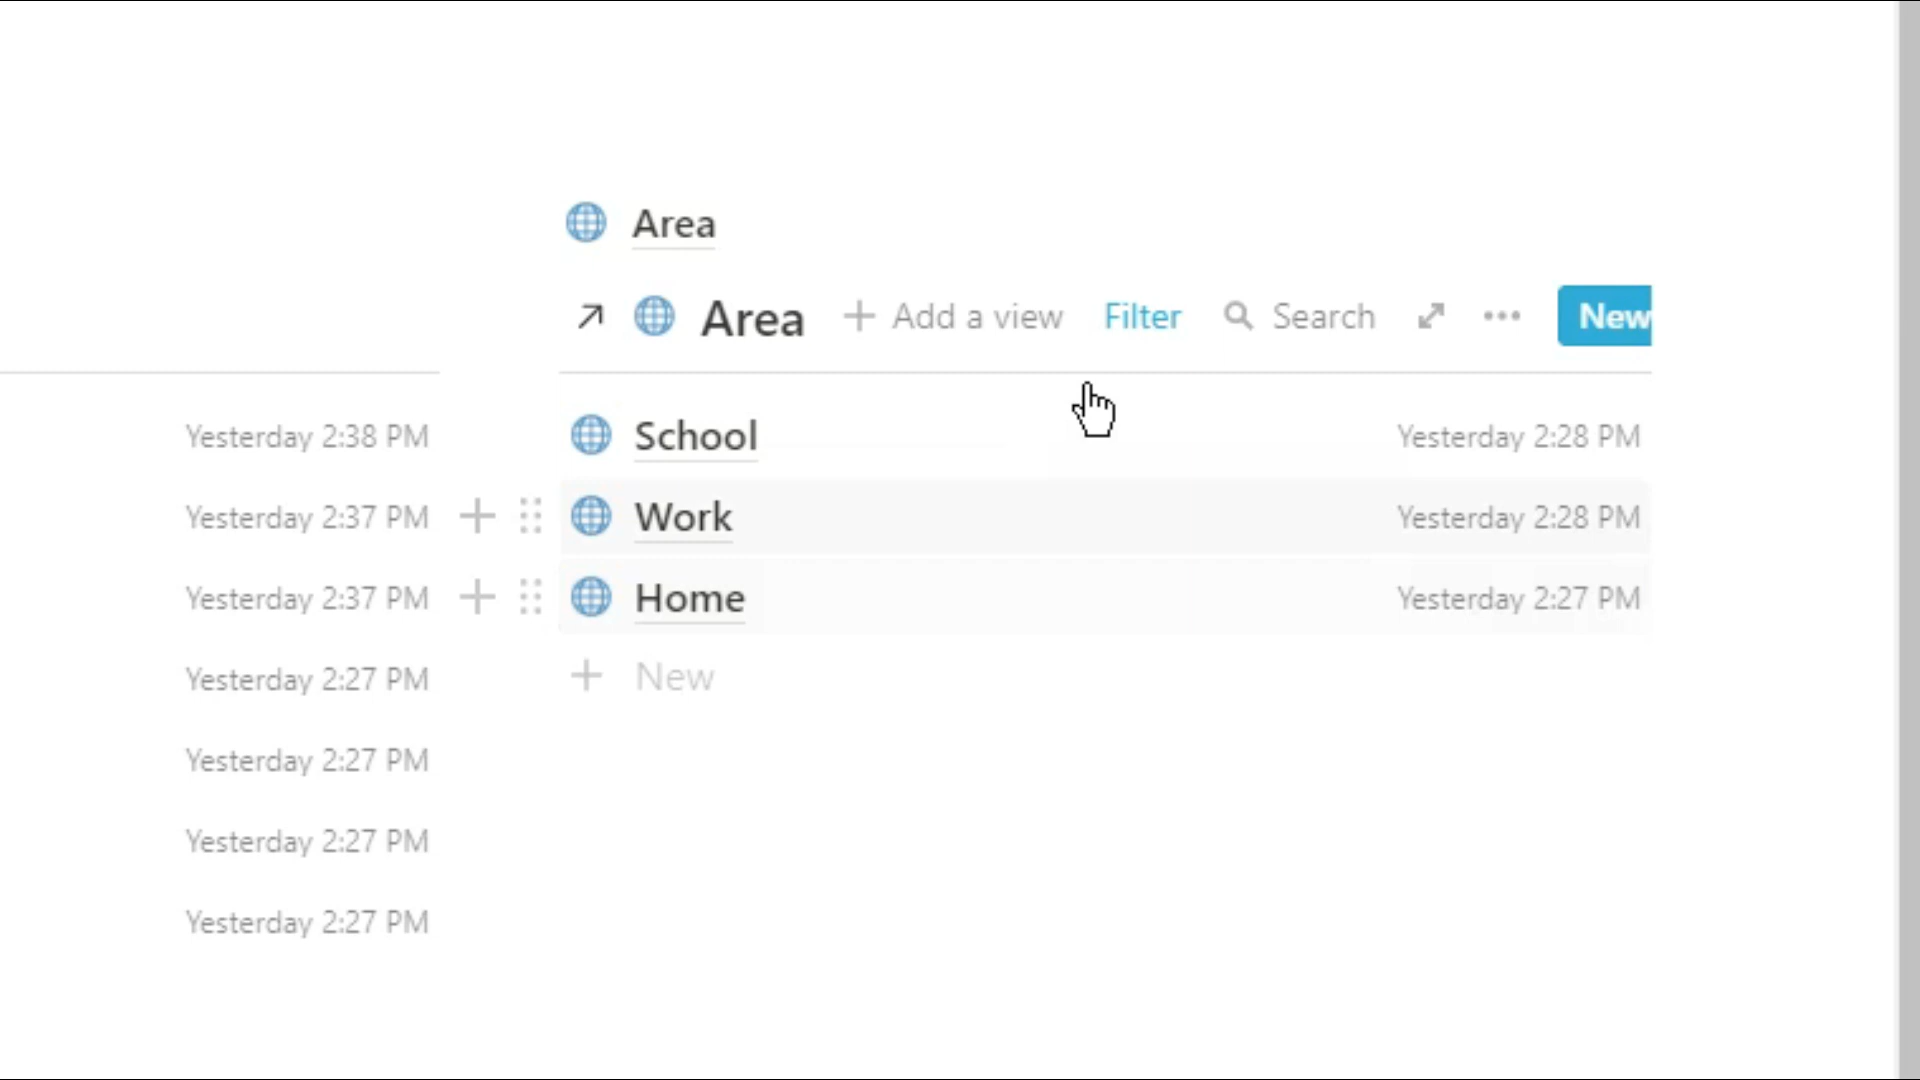 Area
Area + Add a view Filter Search ••• New
Yesterday 2:38 PM
Yesterday 2:37 PM
Yesterday 2:37 PM
Yesterday 2:27 PM
Yesterday 2:27 PM
Yesterday 2:27 PM
Yesterday 2:27 PM
School Yesterday 2:28 PM
Work Yesterday 2:28 PM
Home Yesterday 2:27 PM
+ New